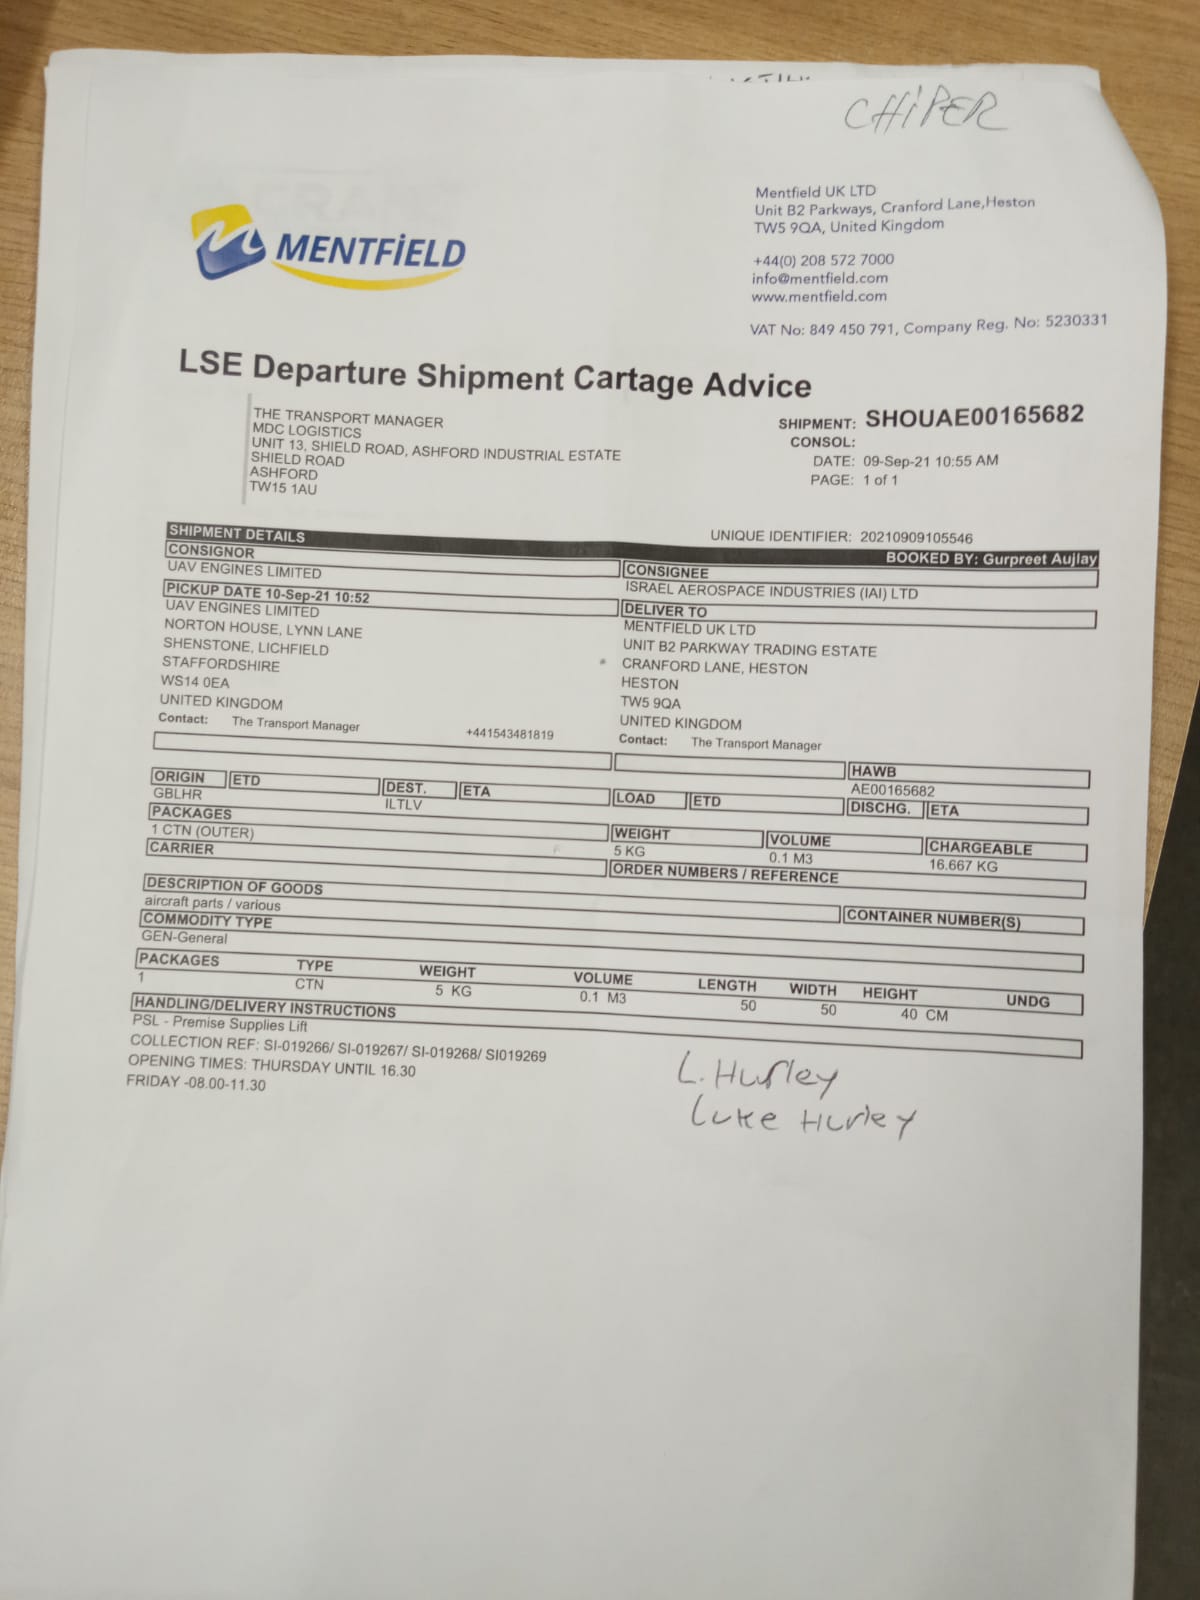 CHIPER
MENTFiELD
Mentfield UK LTD
Unit B2 Parkways, Cranford Lane,Heston
TW5 9QA, United Kingdom
+44(0) 208 572 7000
info@mentfield.com
www.mentfield.com
VAT No: 849 450 791, Company Reg. No: 5230331
LSE Departure Shipment Cartage Advice
THE TRANSPORT MANAGER
MDC LOGISTICS
UNIT 13, SHIELD ROAD, ASHFORD INDUSTRIAL ESTATE
SHIELD ROAD
ASHFORD
TW15 1AU
SHIPMENT: SHOUAE00165682
CONSOL:
DATE: 09-Sep-21 10:55 AM
PAGE: 1 of 1
UNIQUE IDENTIFIER: 20210909105546
SHIPMENT DETAILS BOOKED BY: Gurpreet Aujlay
CONSIGNOR
UAV ENGINES LIMITED
CONSIGNEE
ISRAEL AEROSPACE INDUSTRIES (IAI) LTD
PICKUP DATE 10-Sep-21 10:52
UAV ENGINES LIMITED
NORTON HOUSE, LYNN LANE
SHENSTONE, LICHFIELD
STAFFORDSHIRE
WS14 0EA
UNITED KINGDOM
Contact: The Transport Manager +441543481819
DELIVER TO
MENTFIELD UK LTD
UNIT B2 PARKWAY TRADING ESTATE
CRANFORD LANE, HESTON
HESTON
TW5 9QA
UNITED KINGDOM
Contact: The Transport Manager
HAWB
AE00165682
ORIGIN ETD DEST. ETA LOAD ETD DISCHG. ETA
GBLHR ILTLV
PACKAGES WEIGHT VOLUME CHARGEABLE
1 CTN (OUTER) 5 KG 0.1 M3 16.667 KG
CARRIER ORDER NUMBERS / REFERENCE
DESCRIPTION OF GOODS CONTAINER NUMBER(S)
aircraft parts / various
COMMODITY TYPE
GEN-General
PACKAGES TYPE WEIGHT VOLUME LENGTH WIDTH HEIGHT UNDG
1 CTN 5 KG 0.1 M3 50 50 40 CM
HANDLING/DELIVERY INSTRUCTIONS
PSL - Premise Supplies Lift
COLLECTION REF: SI-019266/ SI-019267/ SI-019268/ SI019269
OPENING TIMES: THURSDAY UNTIL 16.30
FRIDAY -08.00-11.30
L. Hurley
Luke Hurley